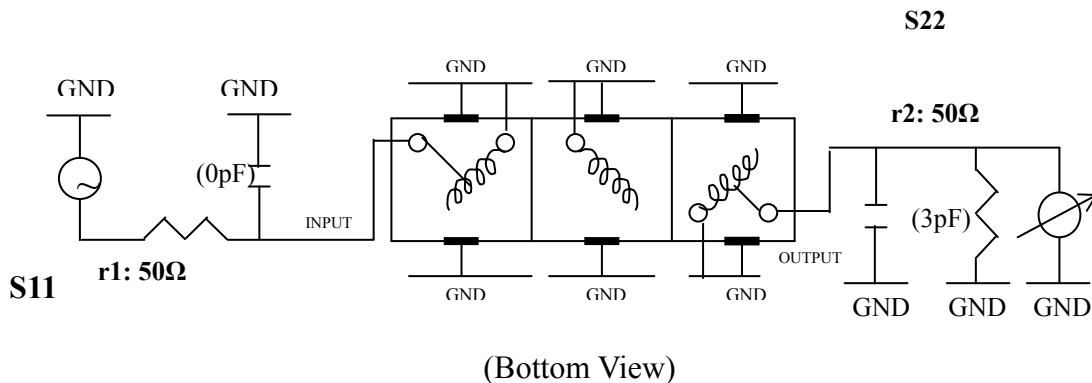 S22
GND
GND
GND
GND
GND
r2: 50Ω
(0pF)
(3pF)
INPUT
OUTPUT
r1: 50Ω
S11
GND
GND
GND
GND
GND
GND
(Bottom View)